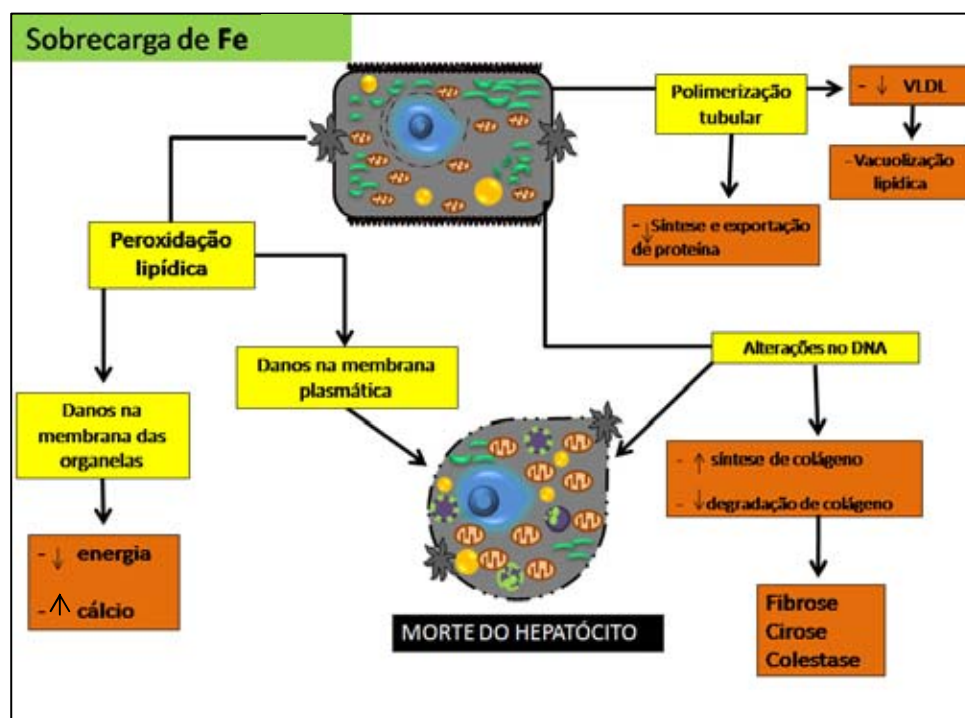 Sobrecarga de Fe
Polimerização
tubular
- ↓ VLDL
- Vacuolização
lipídica
- ↓ Síntese e exportação
de proteína
Peroxidação
lipídica
Danos na membrana
plasmática
Alterações no DNA
Danos na
membrana das
organelas
- ↑ síntese de colágeno
- ↓ degradação de colágeno
- ↓ energia
- ↑ cálcio
MORTE DO HEPATÓCITO
Fibrose
Cirose
Colestase